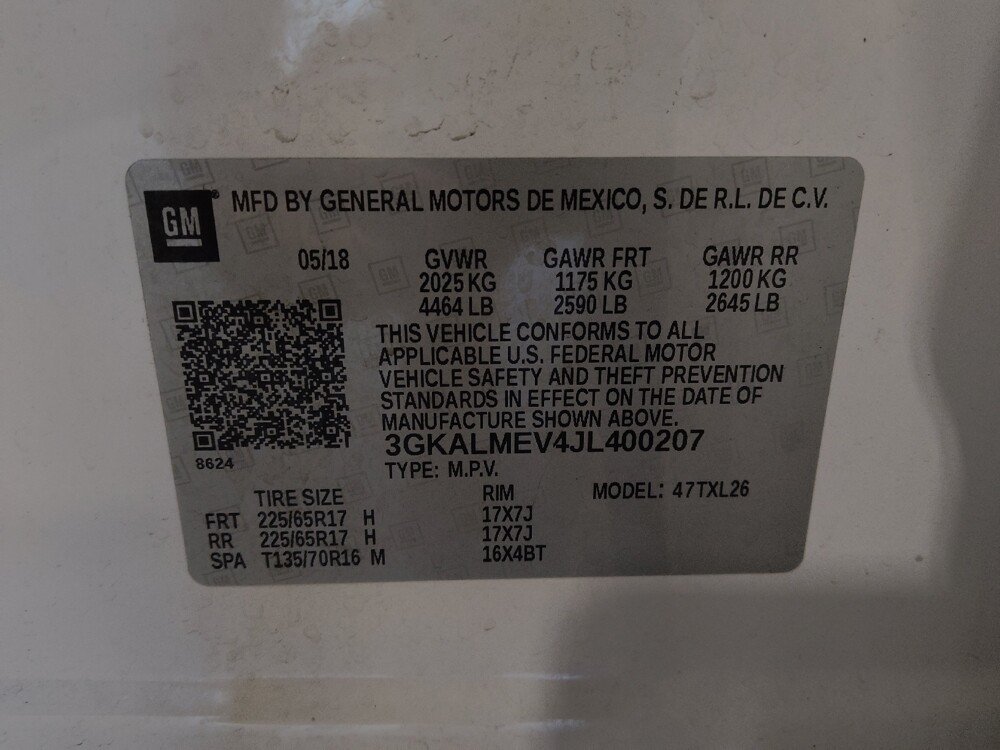 GM® MFD BY GENERAL MOTORS DE MEXICO, S. DE R.L. DE C.V.
05/18 GVWR GAWR FRT GAWR RR
2025 KG 1175 KG 1200 KG
4464 LB 2590 LB 2645 LB
THIS VEHICLE CONFORMS TO ALL
APPLICABLE U.S. FEDERAL MOTOR
VEHICLE SAFETY AND THEFT PREVENTION
STANDARDS IN EFFECT ON THE DATE OF
MANUFACTURE SHOWN ABOVE.
3GKALMEV4JL400207
8624
TYPE: M.P.V.
TIRE SIZE RIM MODEL: 47TXL26
FRT 225/65R17 H 17X7J
RR 225/65R17 H 17X7J
SPA T135/70R16 M 16X4BT